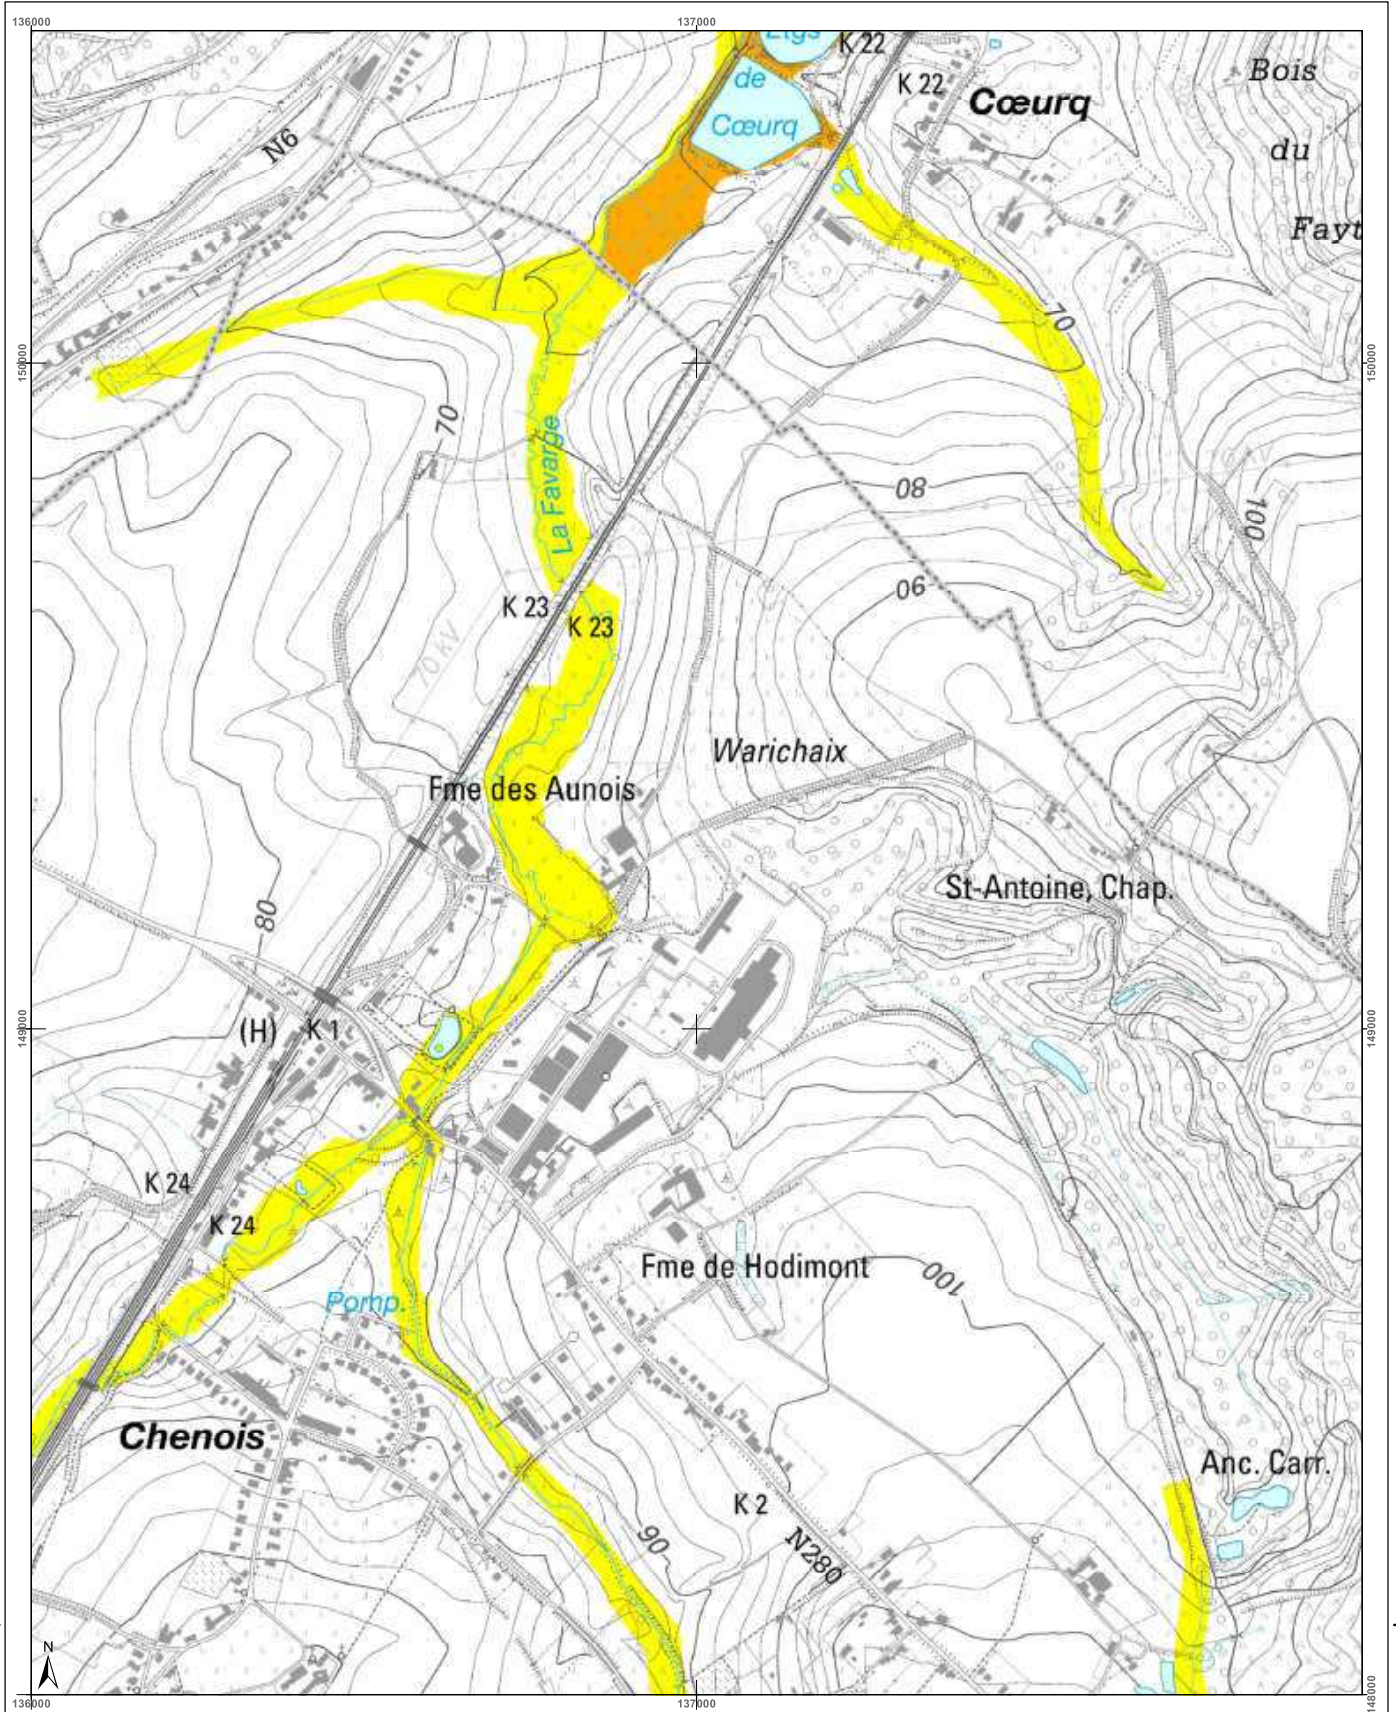 136000
137000
Etgs
K 22
de
K 22
Cœurq
Bois
Cœurq
N6
du
Fayt
70
150000
150000
70
La Favarge
80
100
90
K 23
K 23
70 kV
Warichaix
Fme des Aunois
St-Antoine, Chap.
80
149000
(H)
K 1
149000
K 24
K 24
Fme de Hodimont
100
Pomp.
Chenois
Anc. Carr.
K 2
90
N280
N
136000
137000
148000